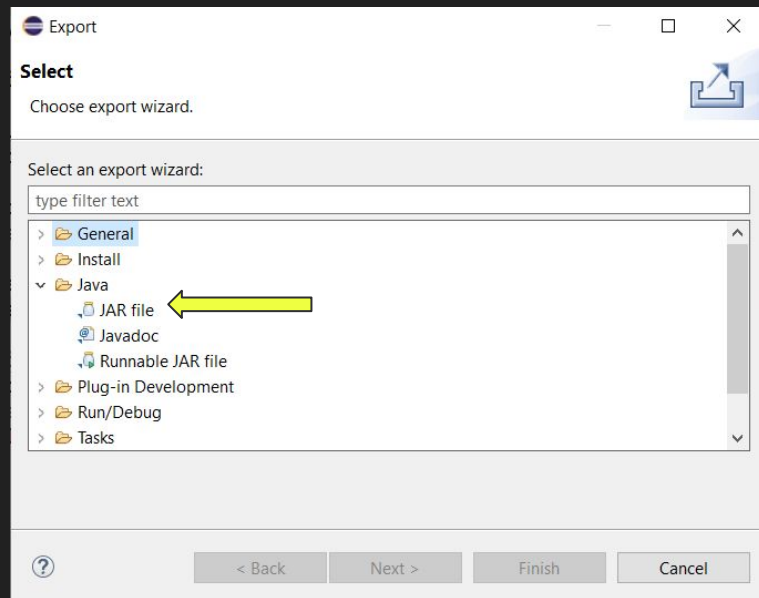 Export
Select
Choose export wizard.
Select an export wizard:
type filter text
General
Install
Java
JAR file
Javadoc
Runnable JAR file
Plug-in Development
Run/Debug
Tasks
< Back Next > Finish Cancel